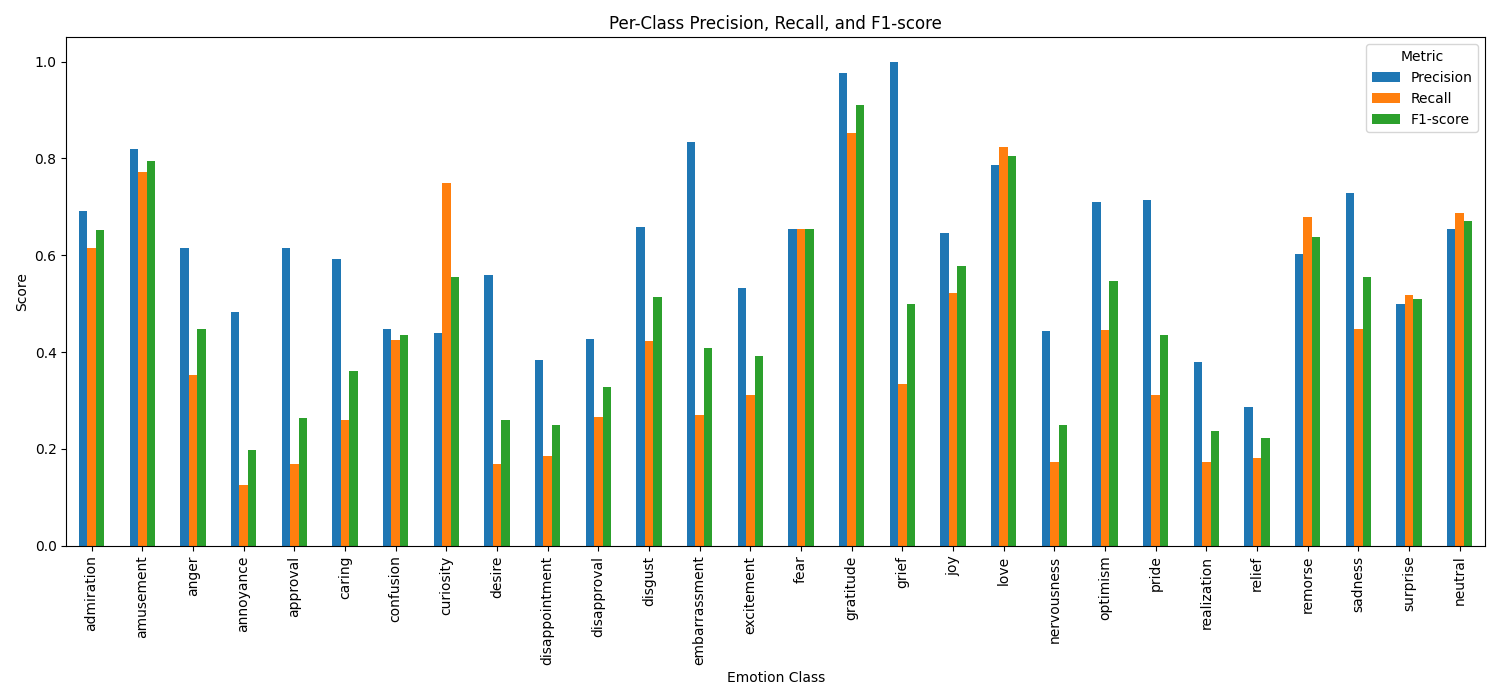 Per-Class Precision, Recall, and F1-score
Metric
Precision
Recall
F1-score
Score
1.0
0.8
0.6
0.4
0.2
0.0
admiration
amusement
anger
annoyance
approval
caring
confusion
curiosity
desire
disappointment
disapproval
disgust
embarrassment
excitement
fear
gratitude
grief
joy
love
nervousness
optimism
pride
realization
relief
remorse
sadness
surprise
neutral
Emotion Class